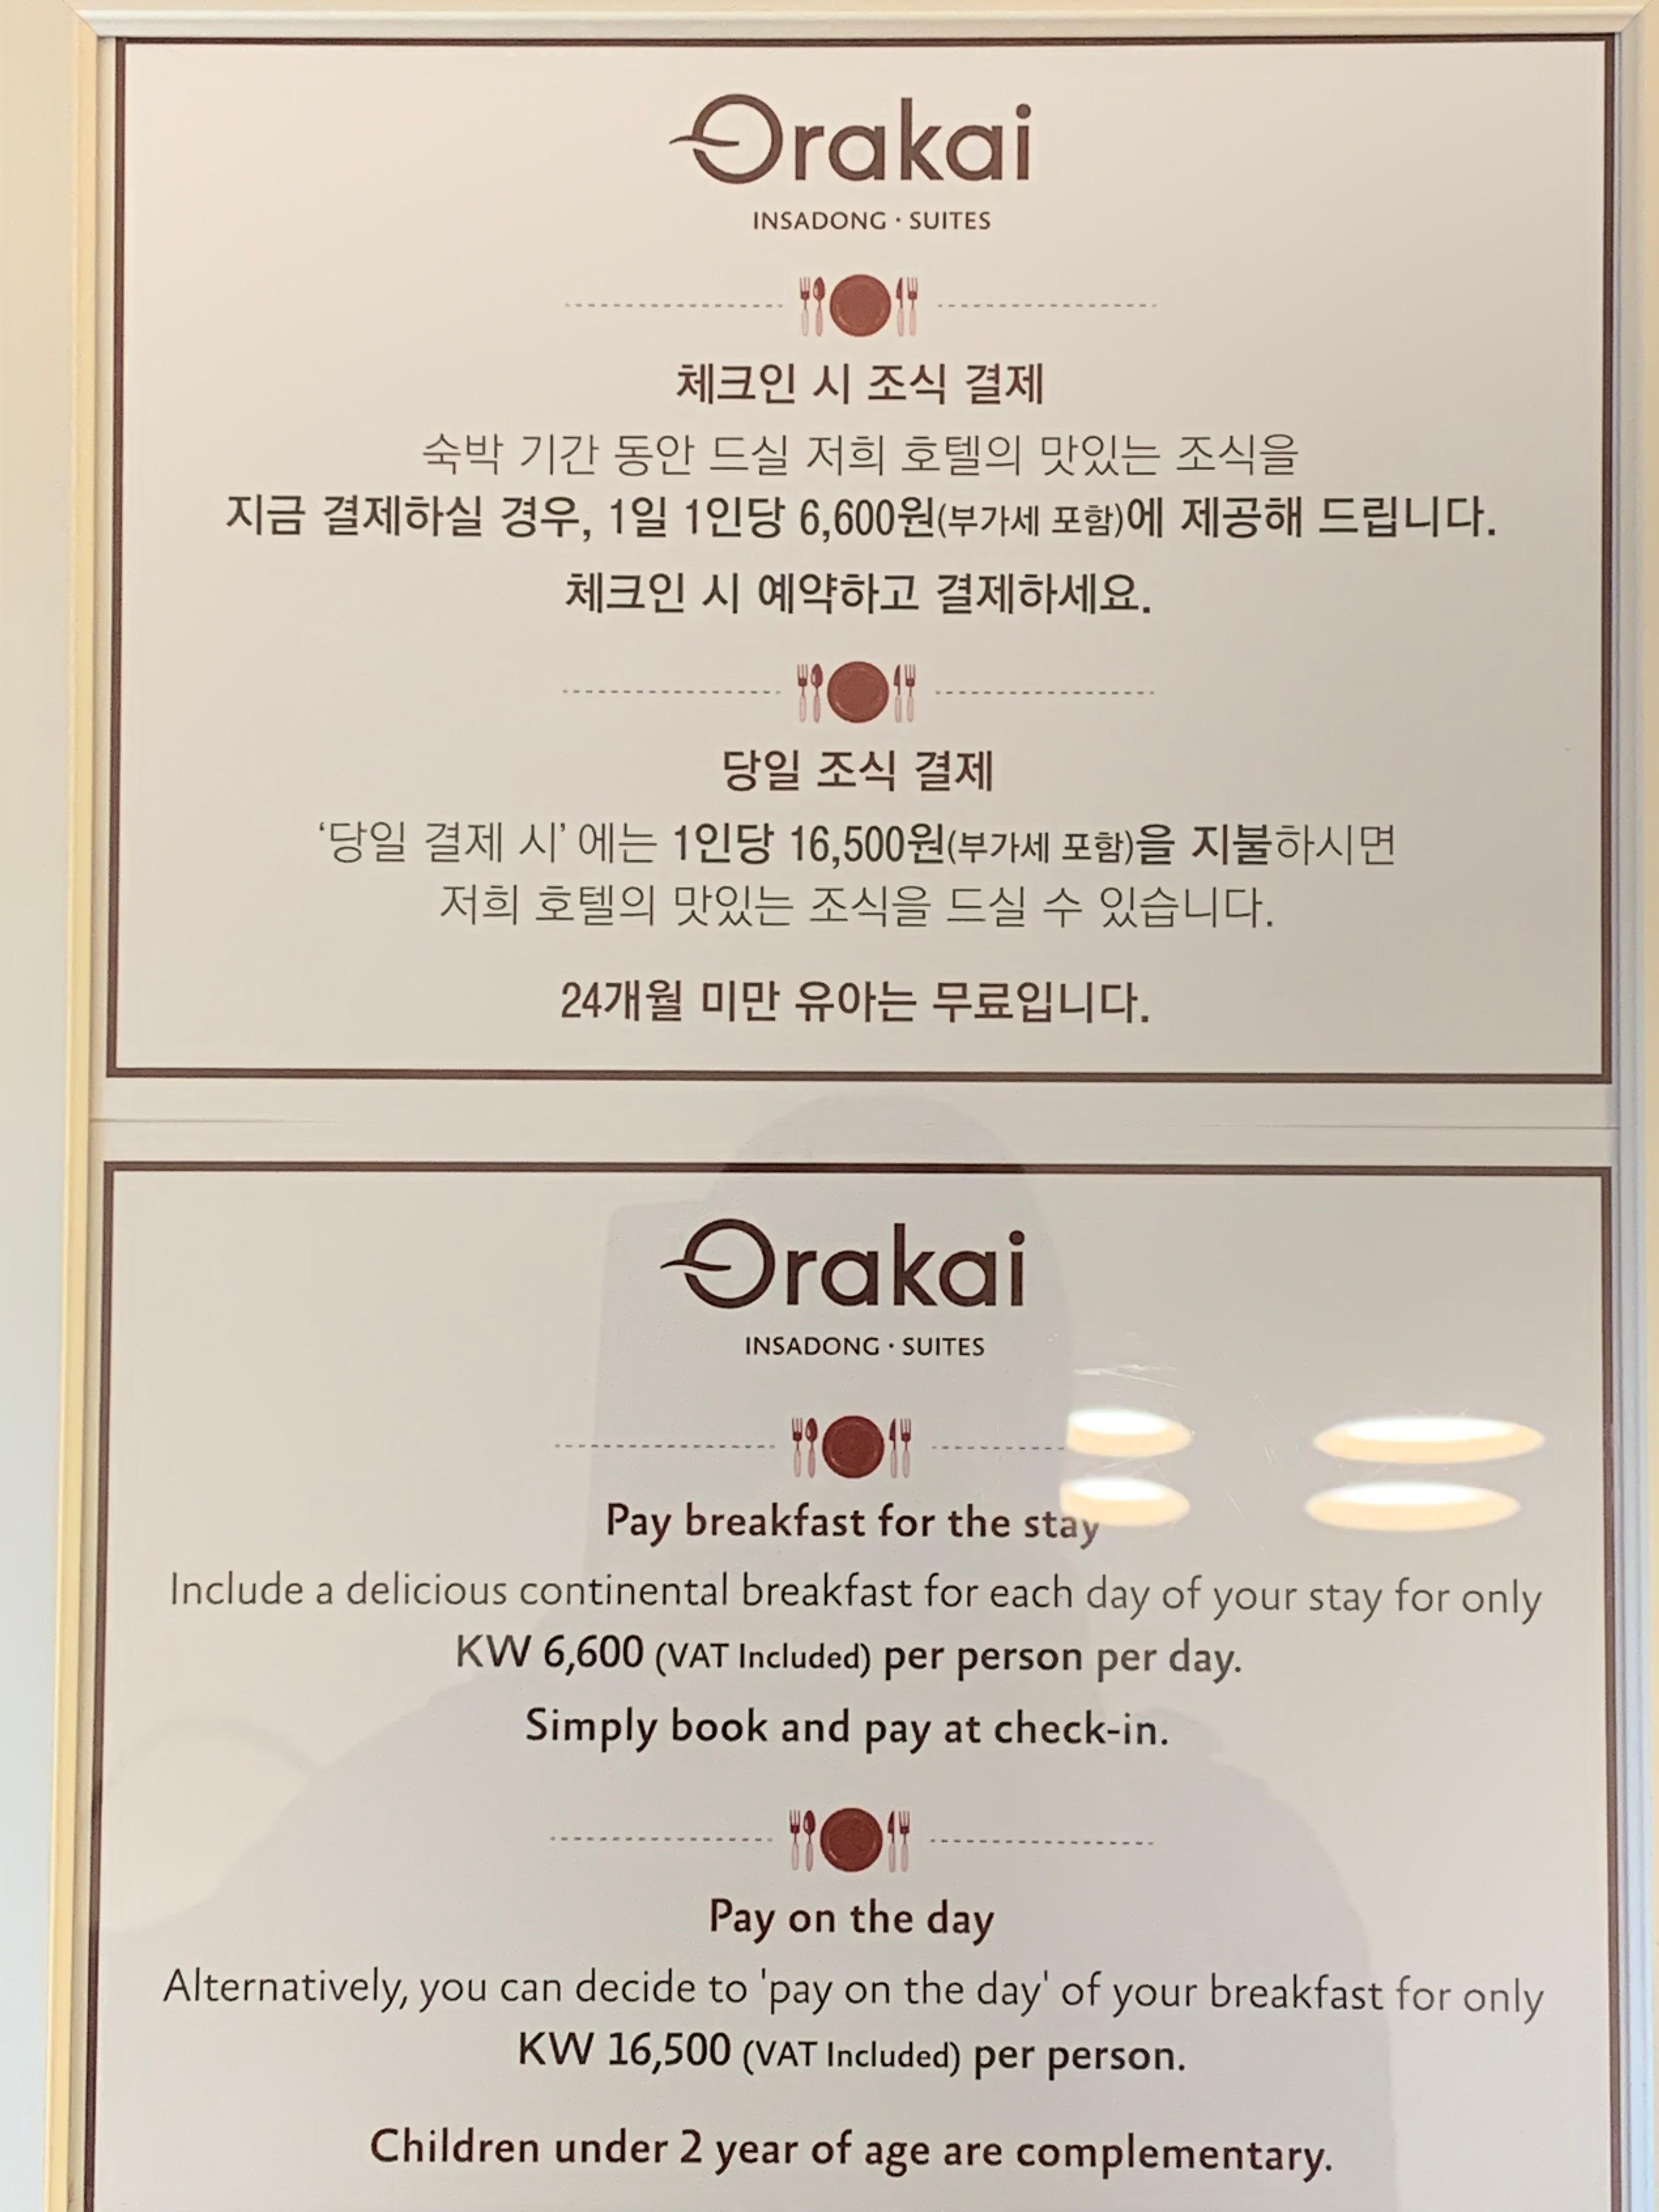 Orakai
INSADONG · SUITES
체크인 시 조식 결제
숙박 기간 동안 드실 저희 호텔의 맛있는 조식을
지금 결제하실 경우, 1일 1인당 6,600원(부가세 포함)에 제공해 드립니다.
체크인 시 예약하고 결제하세요.
당일 조식 결제
‘당일 결제 시’ 에는 1인당 16,500원(부가세 포함)을 지불하시면
저희 호텔의 맛있는 조식을 드실 수 있습니다.
24개월 미만 유아는 무료입니다.
Orakai
INSADONG · SUITES
Pay breakfast for the stay
Include a delicious continental breakfast for each day of your stay for only
KW 6,600 (VAT Included) per person per day.
Simply book and pay at check-in.
Pay on the day
Alternatively, you can decide to 'pay on the day' of your breakfast for only
KW 16,500 (VAT Included) per person.
Children under 2 year of age are complementary.